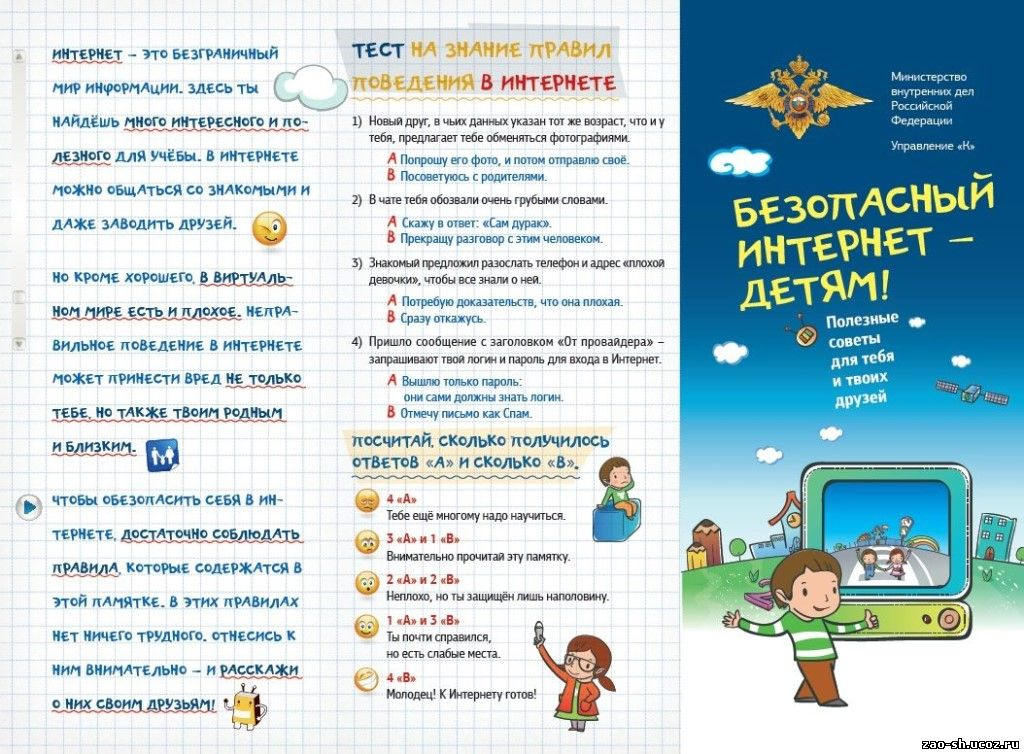 ИНТЕРНЕТ – ЭТО БЕЗГРАНИЧНЫЙ
МИР ИНФОРМАЦИИ. ЗДЕСЬ ТЫ
НАЙДЁШЬ МНОГО ИНТЕРЕСНОГО И ПО-
ЛЕЗНОГО ДЛЯ УЧЁБЫ. В ИНТЕРНЕТЕ
МОЖНО ОБЩАТЬСЯ СО ЗНАКОМЫМИ И
ДАЖЕ ЗАВОДИТЬ ДРУЗЕЙ.
НО КРОМЕ ХОРОШЕГО, В ВИРТУАЛЬ-
НОМ МИРЕ ЕСТЬ И ПЛОХОЕ. НЕПРА-
ВИЛЬНОЕ ПОВЕДЕНИЕ В ИНТЕРНЕТЕ
МОЖЕТ ПРИНЕСТИ ВРЕД НЕ ТОЛЬКО
ТЕБЕ, НО ТАКЖЕ ТВОИМ РОДНЫМ
И БЛИЗКИМ.
ЧТОБЫ ОБЕЗОПАСИТЬ СЕБЯ В ИН-
ТЕРНЕТЕ, ДОСТАТОЧНО СОБЛЮДАТЬ
ПРАВИЛА, КОТОРЫЕ СОДЕРЖАТСЯ В
ЭТОЙ ПАМЯТКЕ. В ЭТИХ ПРАВИЛАХ
НЕТ НИЧЕГО ТРУДНОГО. ОТНЕСИСЬ К
НИМ ВНИМАТЕЛЬНО – И РАССКАЖИ
О НИХ СВОИМ ДРУЗЬЯМ!
ТЕСТ НА ЗНАНИЕ ПРАВИЛ
ПОВЕДЕНИЯ В ИНТЕРНЕТЕ
1) Новый друг, в чьих данных указан тот же возраст, что и у
тебя, предлагает тебе обменяться фотографиями.
А Попрошу его фото, и потом отправлю своё.
В Посоветуюсь с родителями.
2) В чате тебя обозвали очень грубыми словами.
А Скажу в ответ: «Сам дурак».
В Прекращу разговор с этим человеком.
3) Знакомый предложил разослать телефон и адрес «плохой
девочки», чтобы все знали о ней.
А Потребую доказательств, что она плохая.
В Сразу откажусь.
4) Пришло сообщение с заголовком «От провайдера» –
запрашивают твой логин и пароль для входа в Интернет.
А Вышлю только пароль:
они сами должны знать логин.
В Отмечу письмо как Спам.
ПОСЧИТАЙ, СКОЛЬКО ПОЛУЧИЛОСЬ
ОТВЕТОВ «А» И СКОЛЬКО «В».
4 «А»
Тебе ещё многому надо научиться.
3 «А» и 1 «В»
Внимательно прочитай эту памятку.
2 «А» и 2 «В»
Неплохо, но ты защищён лишь наполовину.
1 «А» и 3 «В»
Ты почти справился,
но есть слабые места.
4 «В»
Молодец! К Интернету готов!
Министерство
внутренних дел
Российской
Федерации
Управление «К»
БЕЗОПАСНЫЙ
ИНТЕРНЕТ –
ДЕТЯМ!
Полезные
советы
для тебя
и твоих
друзей
zao-sh.ucoz.ru